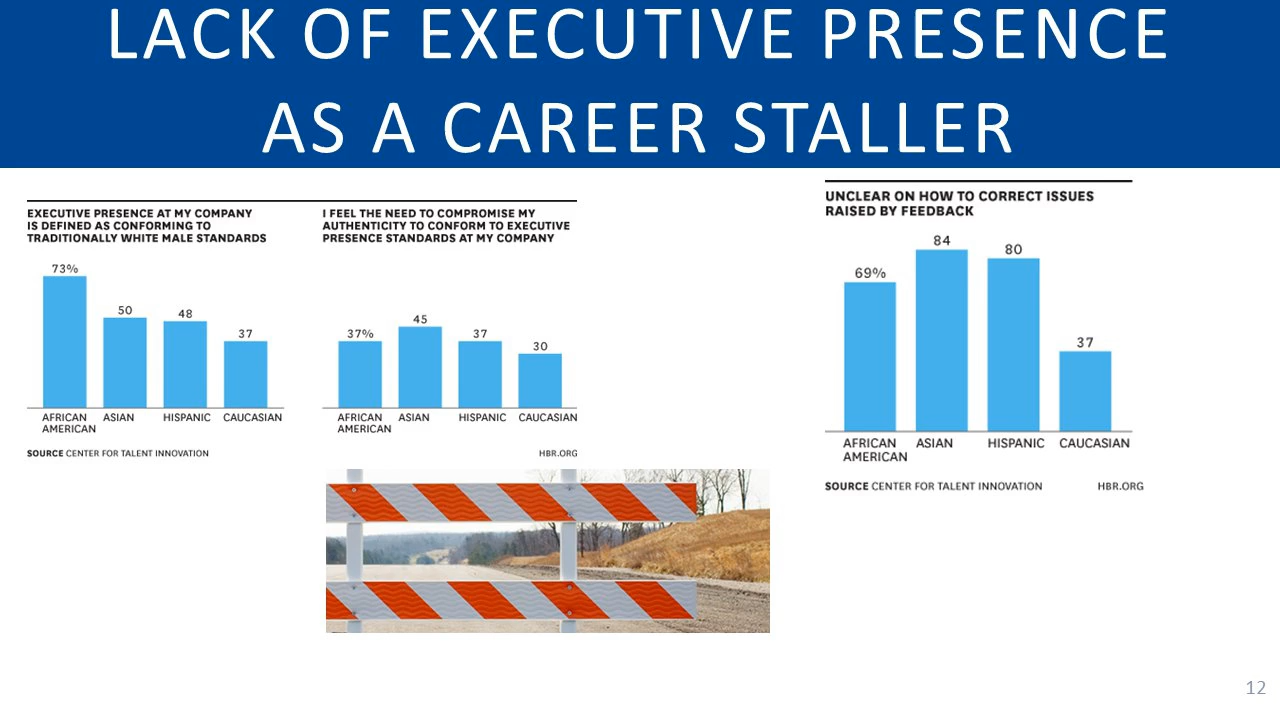 LACK OF EXECUTIVE PRESENCE
AS A CAREER STALLER
EXECUTIVE PRESENCE AT MY COMPANY
IS DEFINED AS CONFORMING TO
TRADITIONALLY WHITE MALE STANDARDS
73%
50
48
37
AFRICAN
AMERICAN
ASIAN
HISPANIC
CAUCASIAN
I FEEL THE NEED TO COMPROMISE MY
AUTHENTICITY TO CONFORM TO EXECUTIVE
PRESENCE STANDARDS AT MY COMPANY
37%
45
37
30
AFRICAN
AMERICAN
ASIAN
HISPANIC
CAUCASIAN
SOURCE CENTER FOR TALENT INNOVATION
HBR.ORG
UNCLEAR ON HOW TO CORRECT ISSUES
RAISED BY FEEDBACK
69%
84
80
37
AFRICAN
AMERICAN
ASIAN
HISPANIC
CAUCASIAN
SOURCE CENTER FOR TALENT INNOVATION
HBR.ORG
12